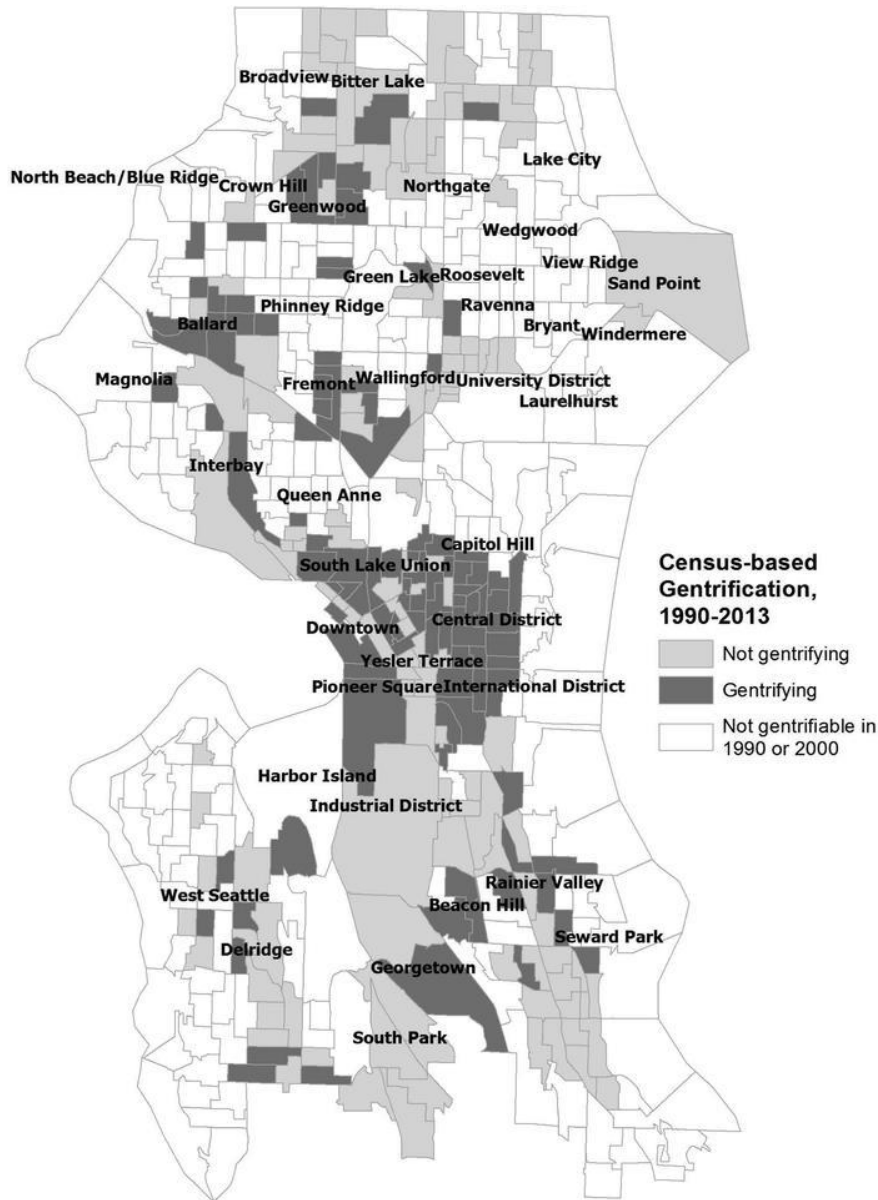 Broadview
Bitter Lake
Lake City
North Beach/Blue Ridge
Crown Hill
Northgate
Greenwood
Wedgwood
View Ridge
Green Lake
Roosevelt
Sand Point
Phinney Ridge
Ravenna
Ballard
Bryant
Windermere
Magnolia
Fremont
Wallingford
University District
Laurelhurst
Interbay
Queen Anne
Capitol Hill
South Lake Union
Central District
Downtown
Yesler Terrace
Pioneer Square
International District
Harbor Island
Industrial District
Rainier Valley
West Seattle
Beacon Hill
Seward Park
Delridge
Georgetown
South Park
Census-based
Gentrification,
1990-2013
Not gentrifying
Gentrifying
Not gentrifiable in
1990 or 2000